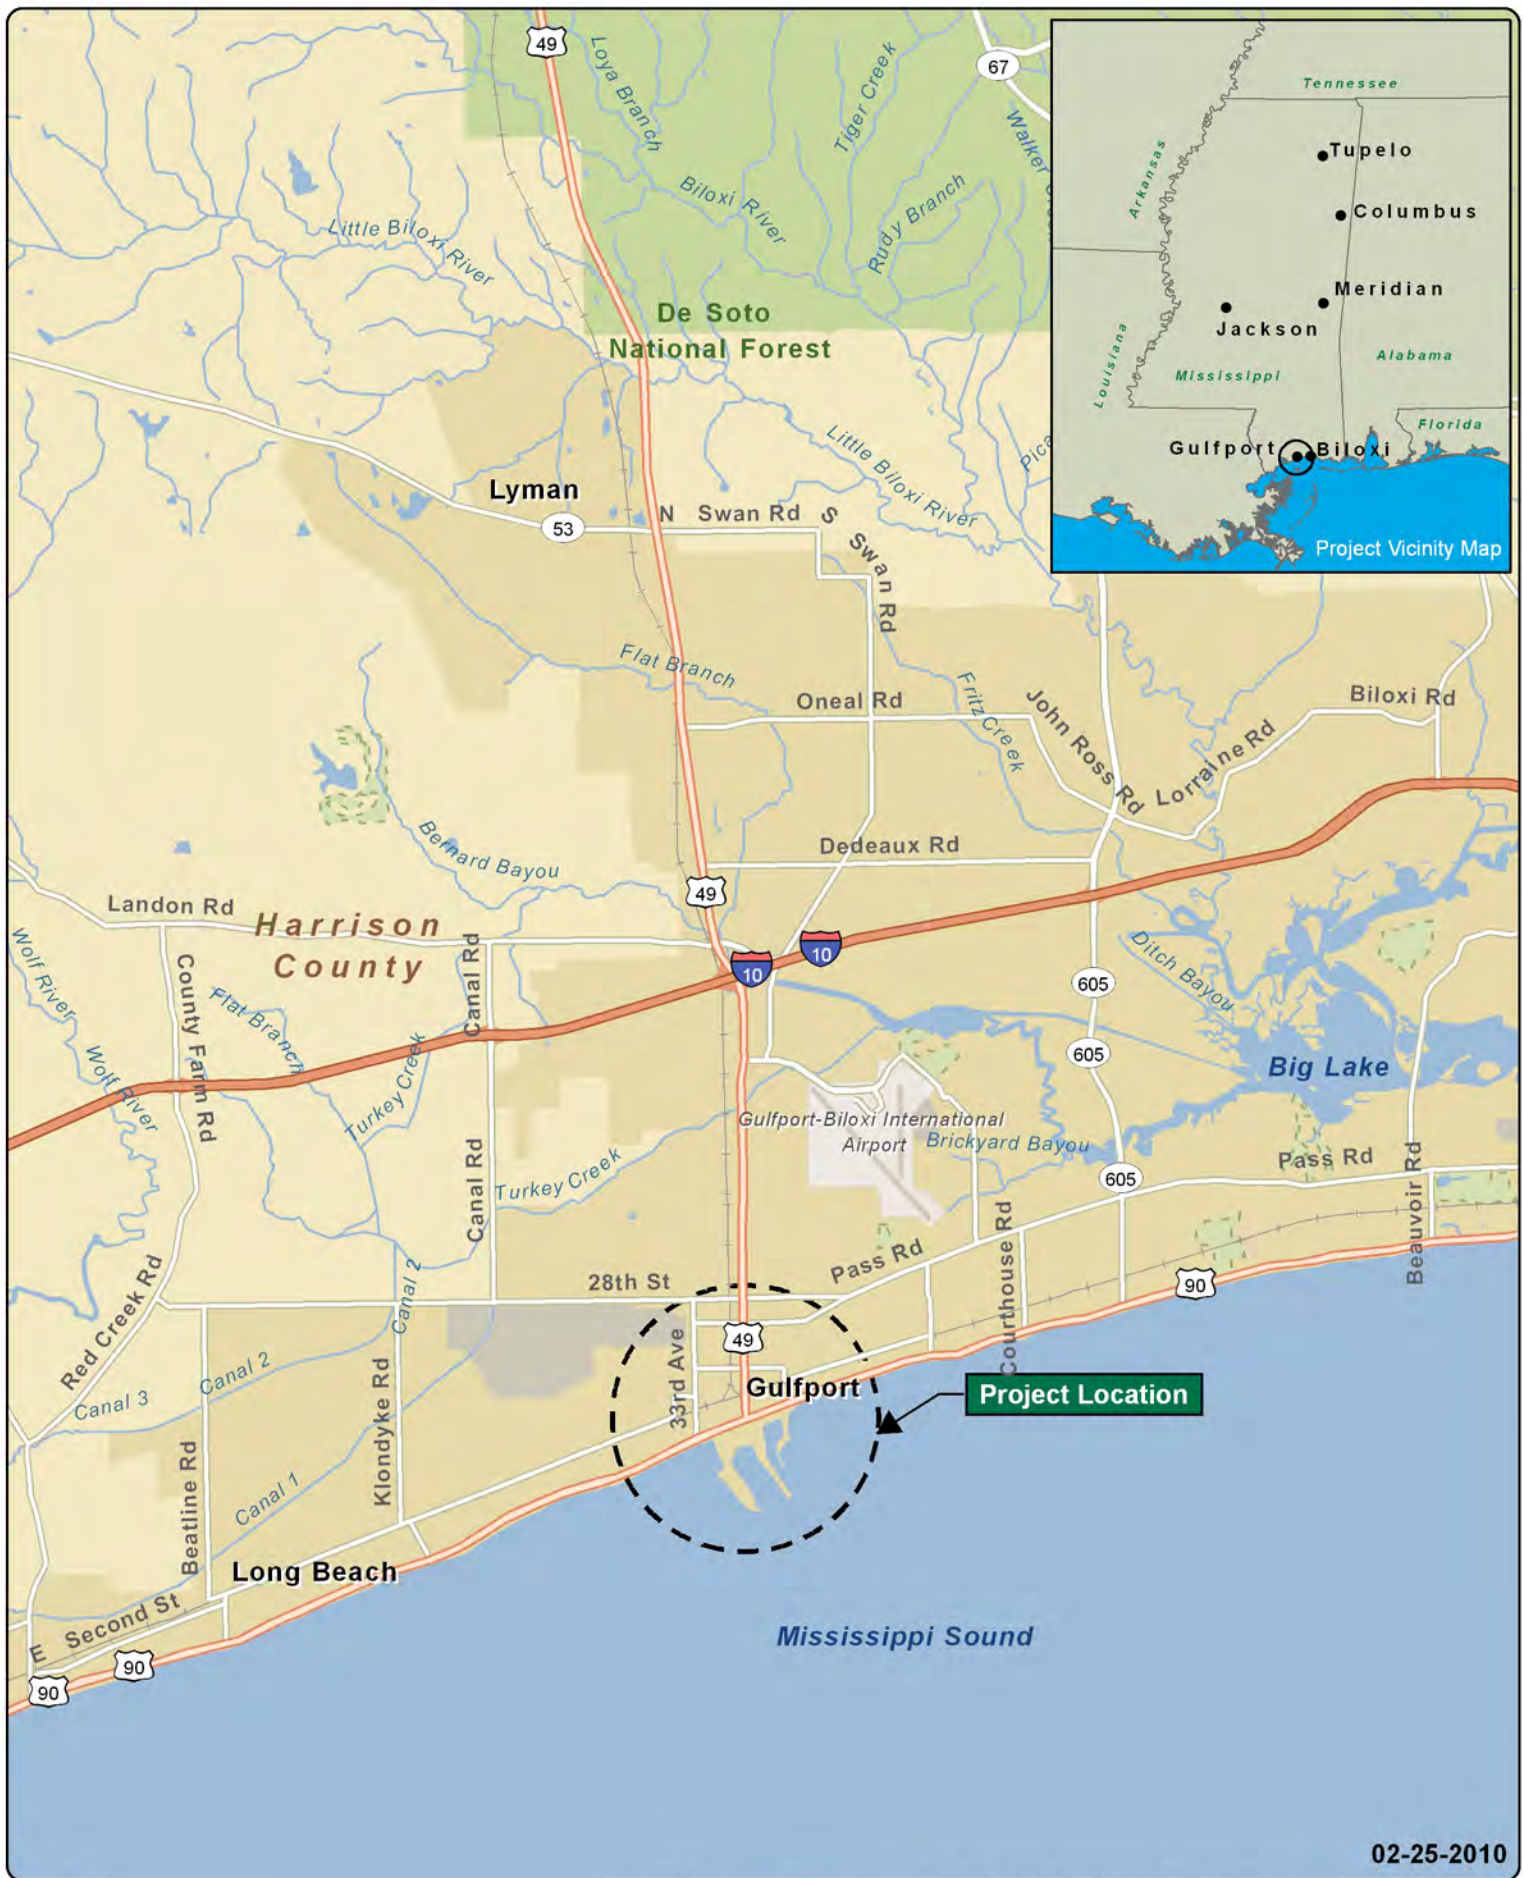 49
Loya Branch
Tiger Creek
67
Walker
Biloxi River
Rudy Branch
Little Biloxi River
De Soto
National Forest
Tennessee
Arkansas
Tupelo
Columbus
Meridian
Jackson
Louisiana
Mississippi
Alabama
Florida
Gulfport
Biloxi
Project Vicinity Map
Little Biloxi River
Pica
Lyman
53
N Swan Rd
S Swan Rd
Flat Branch
Oneal Rd
Fritz Creek
John Ross Rd
Lorraine Rd
Biloxi Rd
Bernard Bayou
Dedeaux Rd
49
Landon Rd
Harrison
County
Wolf River
County Farm Rd
Flat Branch
Canal Rd
10
10
605
Ditch Bayou
Wolf River
Turkey Creek
605
Big Lake
Gulfport-Biloxi International
Airport
Brickyard Bayou
Canal Rd
Turkey Creek
605
Pass Rd
Beauvoir Rd
Courthouse Rd
Pass Rd
90
Red Creek Rd
28th St
Canal 2
49
33rd Ave
Gulfport
Project Location
Canal 2
Canal 3
Klondyke Rd
Beatline Rd
Canal 1
Long Beach
E Second St
Mississippi Sound
90
90
02-25-2010